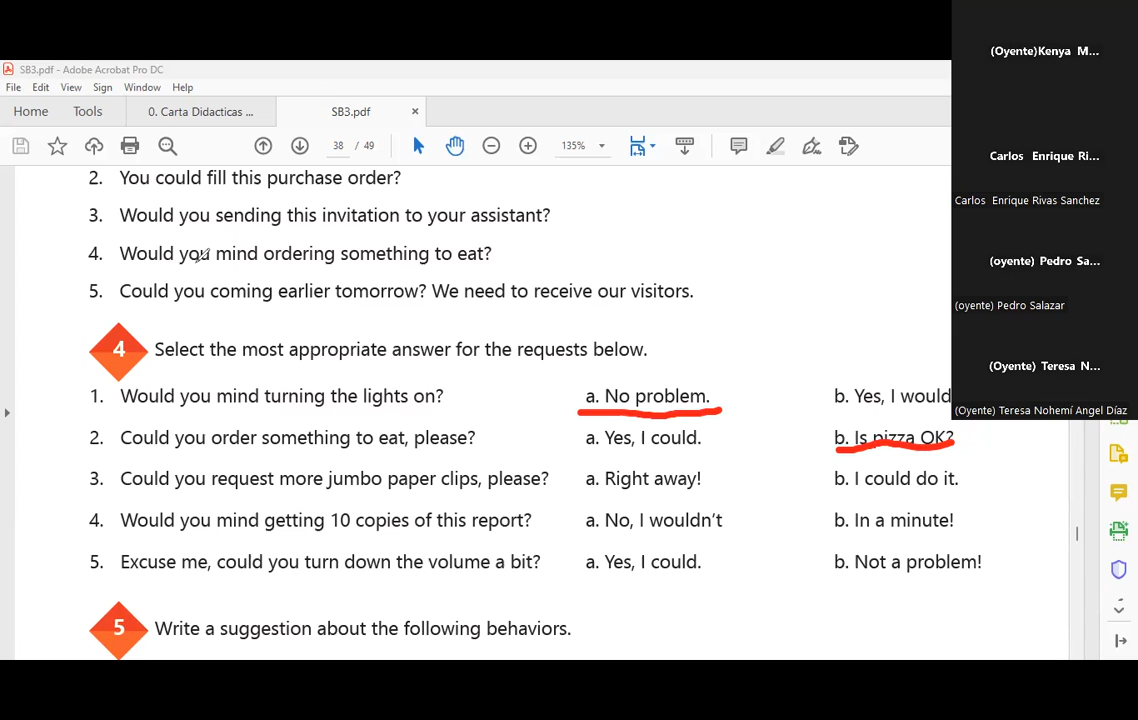 SB3.pdf - Adobe Acrobat Pro DC
File Edit View Sign Window Help
Home Tools 0. Carta Didacticas ... SB3.pdf ×
38 / 49 135%
2. You could fill this purchase order?
3. Would you sending this invitation to your assistant?
4. Would you mind ordering something to eat?
5. Could you coming earlier tomorrow? We need to receive our visitors.
4 Select the most appropriate answer for the requests below.
1. Would you mind turning the lights on? a. No problem. b. Yes, I would
2. Could you order something to eat, please? a. Yes, I could. b. Is pizza OK?
3. Could you request more jumbo paper clips, please? a. Right away! b. I could do it.
4. Would you mind getting 10 copies of this report? a. No, I wouldn't b. In a minute!
5. Excuse me, could you turn down the volume a bit? a. Yes, I could. b. Not a problem!
5 Write a suggestion about the following behaviors.
(Oyente)Kenya M...
Carlos Enrique Ri...
Carlos Enrique Rivas Sanchez
(oyente) Pedro Sa...
(oyente) Pedro Salazar
(Oyente) Teresa N...
(Oyente) Teresa Nohemí Angel Díaz